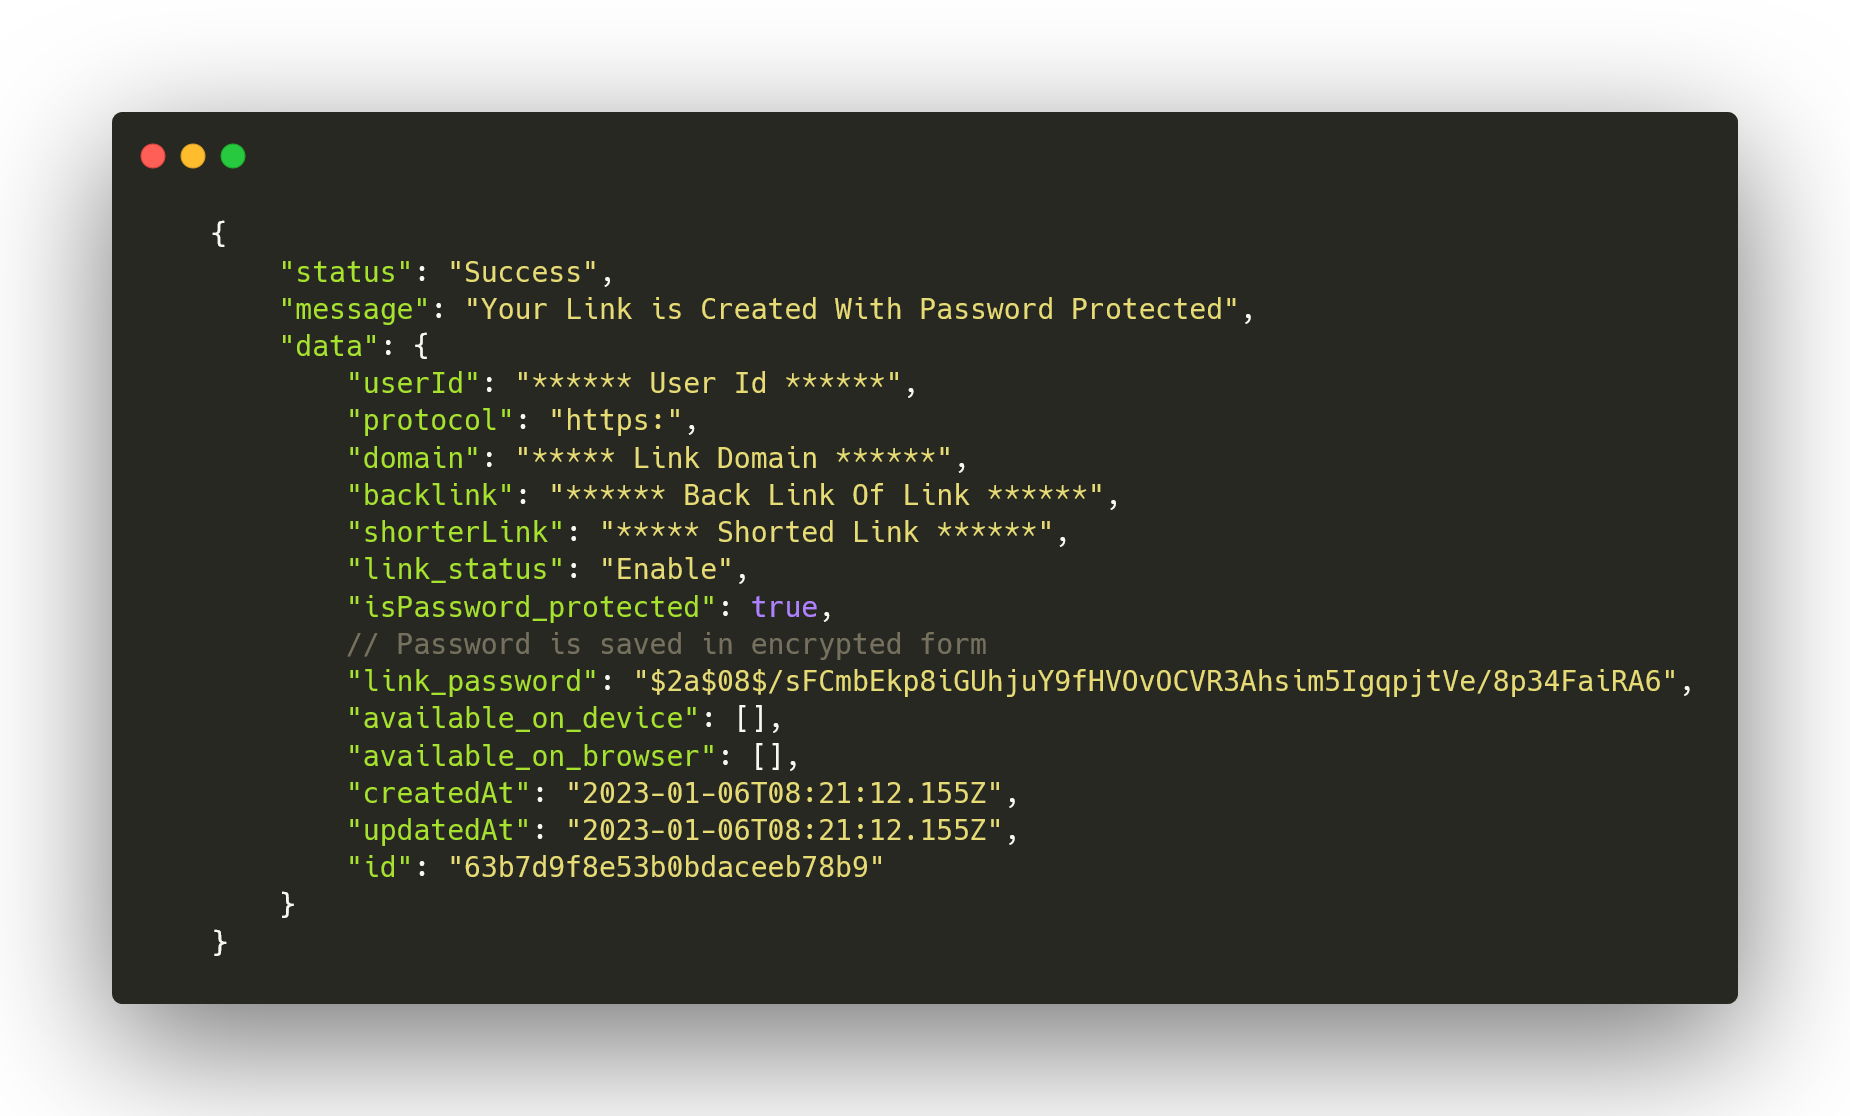 {
"status": "Success",
"message": "Your Link is Created With Password Protected",
"data": {
"userId": "****** User Id ******",
"protocol": "https:",
"domain": "***** Link Domain ******",
"backlink": "****** Back Link Of Link ******",
"shorterLink": "***** Shorted Link ******",
"link_status": "Enable",
"isPassword_protected": true,
// Password is saved in encrypted form
"link_password": "$2a$08$/sFCmbEkp8iGUhjuY9fHVOvOCVR3Ahsim5IgqpjtVe/8p34FaiRA6",
"available_on_device": [],
"available_on_browser": [],
"createdAt": "2023-01-06T08:21:12.155Z",
"updatedAt": "2023-01-06T08:21:12.155Z",
"id": "63b7d9f8e53b0bdaceeb78b9"
}
}